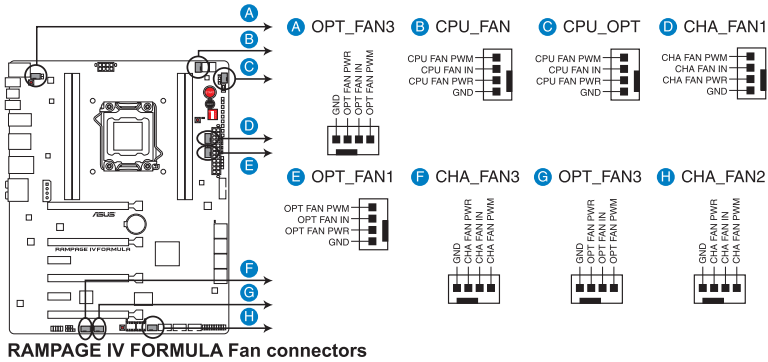 A OPT_FAN3
GND
OPT FAN PWR
OPT FAN IN
OPT FAN PWM
B CPU_FAN
CPU FAN PWM
CPU FAN IN
CPU FAN PWR
GND
C CPU_OPT
CPU FAN PWM
CPU FAN IN
CPU FAN PWR
GND
D CHA_FAN1
CHA FAN PWM
CHA FAN IN
CHA FAN PWR
GND
E OPT_FAN1
OPT FAN PWM
OPT FAN IN
OPT FAN PWR
GND
F CHA_FAN3
GND
CHA FAN PWR
CHA FAN IN
CHA FAN PWM
G OPT_FAN3
GND
OPT FAN PWR
OPT FAN IN
OPT FAN PWM
H CHA_FAN2
GND
CHA FAN PWR
CHA FAN IN
CHA FAN PWM
A
B
C
D
E
F
G
H
ASUS
RAMPAGE IV FORMULA
RAMPAGE IV FORMULA Fan connectors